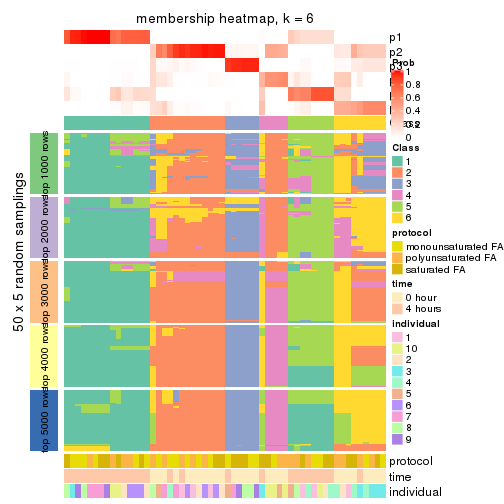 membership heatmap, k = 6
p1
p2
p3
Prob
1
0.8
0.6
0.4
0.2
0
Class
1
2
3
4
5
6
protocol
monounsaturated FA
polyunsaturated FA
saturated FA
time
0 hour
4 hours
individual
1
10
2
3
4
5
6
7
8
9
50 x 5 random samplings
top 1000 rows
top 2000 rows
top 3000 rows
top 4000 rows
top 5000 rows
protocol
time
individual